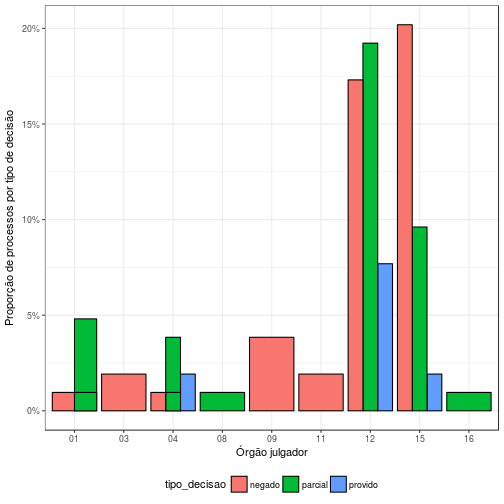 20%
15%
10%
5%
0%
Proporção de processos por tipo de decisão
01 03 04 08 09 11 12 15 16
Órgão julgador
tipo_decisao negado parcial provido